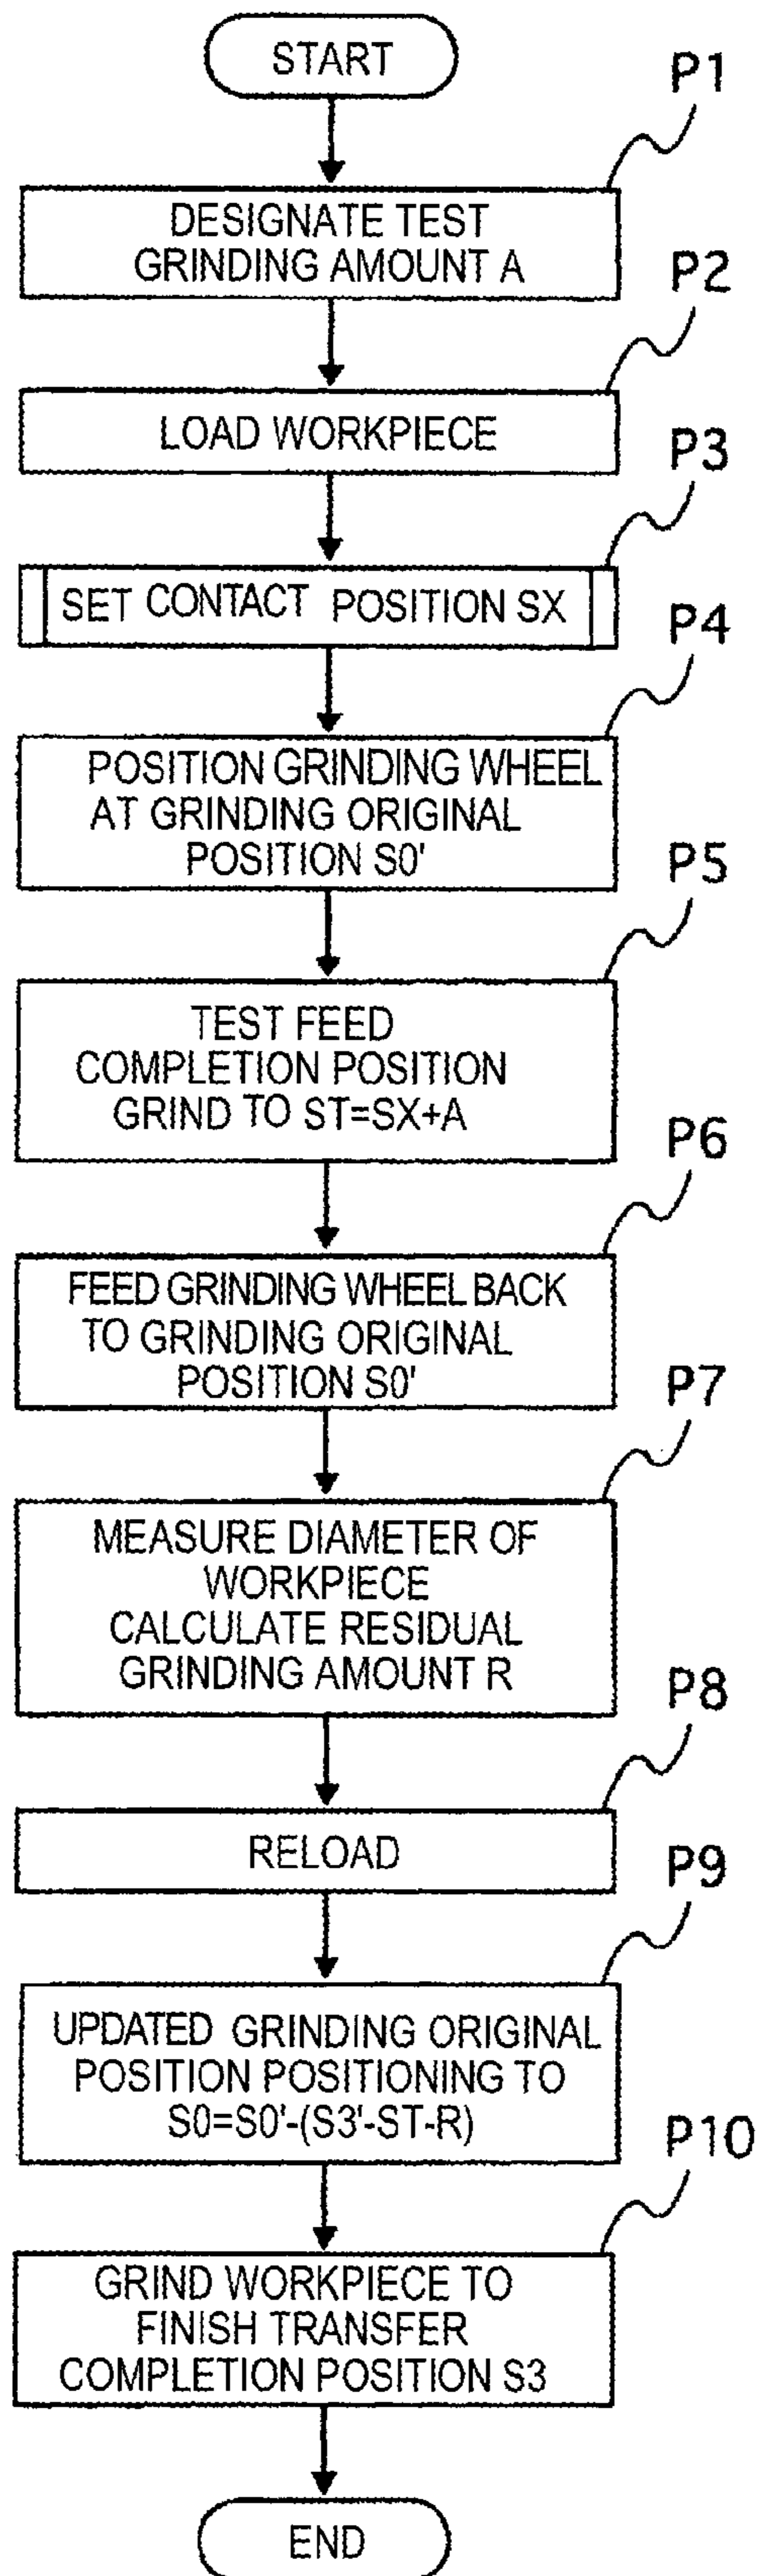 START
P1
DESIGNATE TEST
GRINDING AMOUNT A
P2
LOAD WORKPIECE
P3
SET CONTACT POSITION SX
P4
POSITION GRINDING WHEEL
AT GRINDING ORIGINAL
POSITION S0'
P5
TEST FEED
COMPLETION POSITION
GRIND TO ST=SX+A
P6
FEED GRINDING WHEEL BACK
TO GRINDING ORIGINAL
POSITION S0'
P7
MEASURE DIAMETER OF
WORKPIECE
CALCULATE RESIDUAL
GRINDING AMOUNT R
P8
RELOAD
P9
UPDATED GRINDING ORIGINAL
POSITION POSITIONING TO
S0=S0'-(S3'-ST-R)
P10
GRIND WORKPIECE TO
FINISH TRANSFER
COMPLETION POSITION S3
END